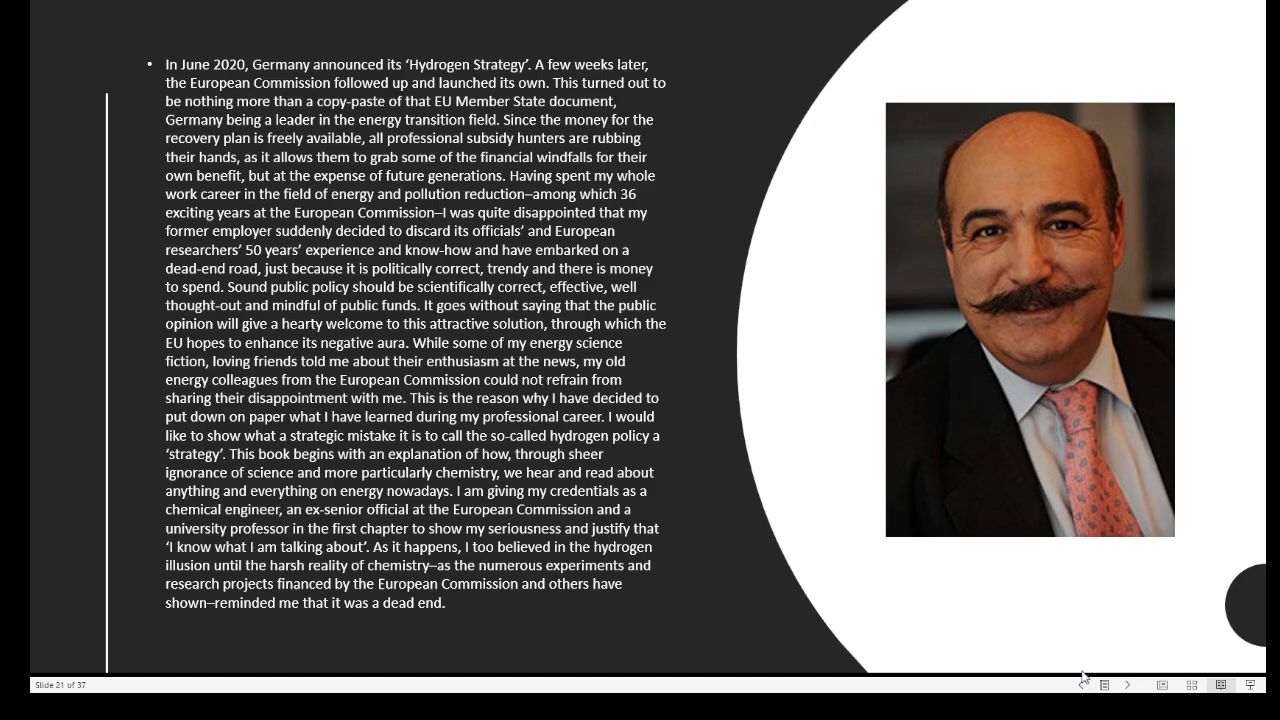 • In June 2020, Germany announced its ‘Hydrogen Strategy’. A few weeks later,
the European Commission followed up and launched its own. This turned out to
be nothing more than a copy-paste of that EU Member State document,
Germany being a leader in the energy transition field. Since the money for the
recovery plan is freely available, all professional subsidy hunters are rubbing
their hands, as it allows them to grab some of the financial windfalls for their
own benefit, but at the expense of future generations. Having spent my whole
work career in the field of energy and pollution reduction–among which 36
exciting years at the European Commission–I was quite disappointed that my
former employer suddenly decided to discard its officials’ and European
researchers’ 50 years’ experience and know-how and have embarked on a
dead-end road, just because it is politically correct, trendy and there is money
to spend. Sound public policy should be scientifically correct, effective, well
thought-out and mindful of public funds. It goes without saying that the public
opinion will give a hearty welcome to this attractive solution, through which the
EU hopes to enhance its negative aura. While some of my energy science
fiction, loving friends told me about their enthusiasm at the news, my old
energy colleagues from the European Commission could not refrain from
sharing their disappointment with me. This is the reason why I have decided to
put down on paper what I have learned during my professional career. I would
like to show what a strategic mistake it is to call the so-called hydrogen policy a
‘strategy’. This book begins with an explanation of how, through sheer
ignorance of science and more particularly chemistry, we hear and read about
anything and everything on energy nowadays. I am giving my credentials as a
chemical engineer, an ex-senior official at the European Commission and a
university professor in the first chapter to show my seriousness and justify that
‘I know what I am talking about’. As it happens, I too believed in the hydrogen
illusion until the harsh reality of chemistry–as the numerous experiments and
research projects financed by the European Commission and others have
shown–reminded me that it was a dead end.
Slide 21 of 37